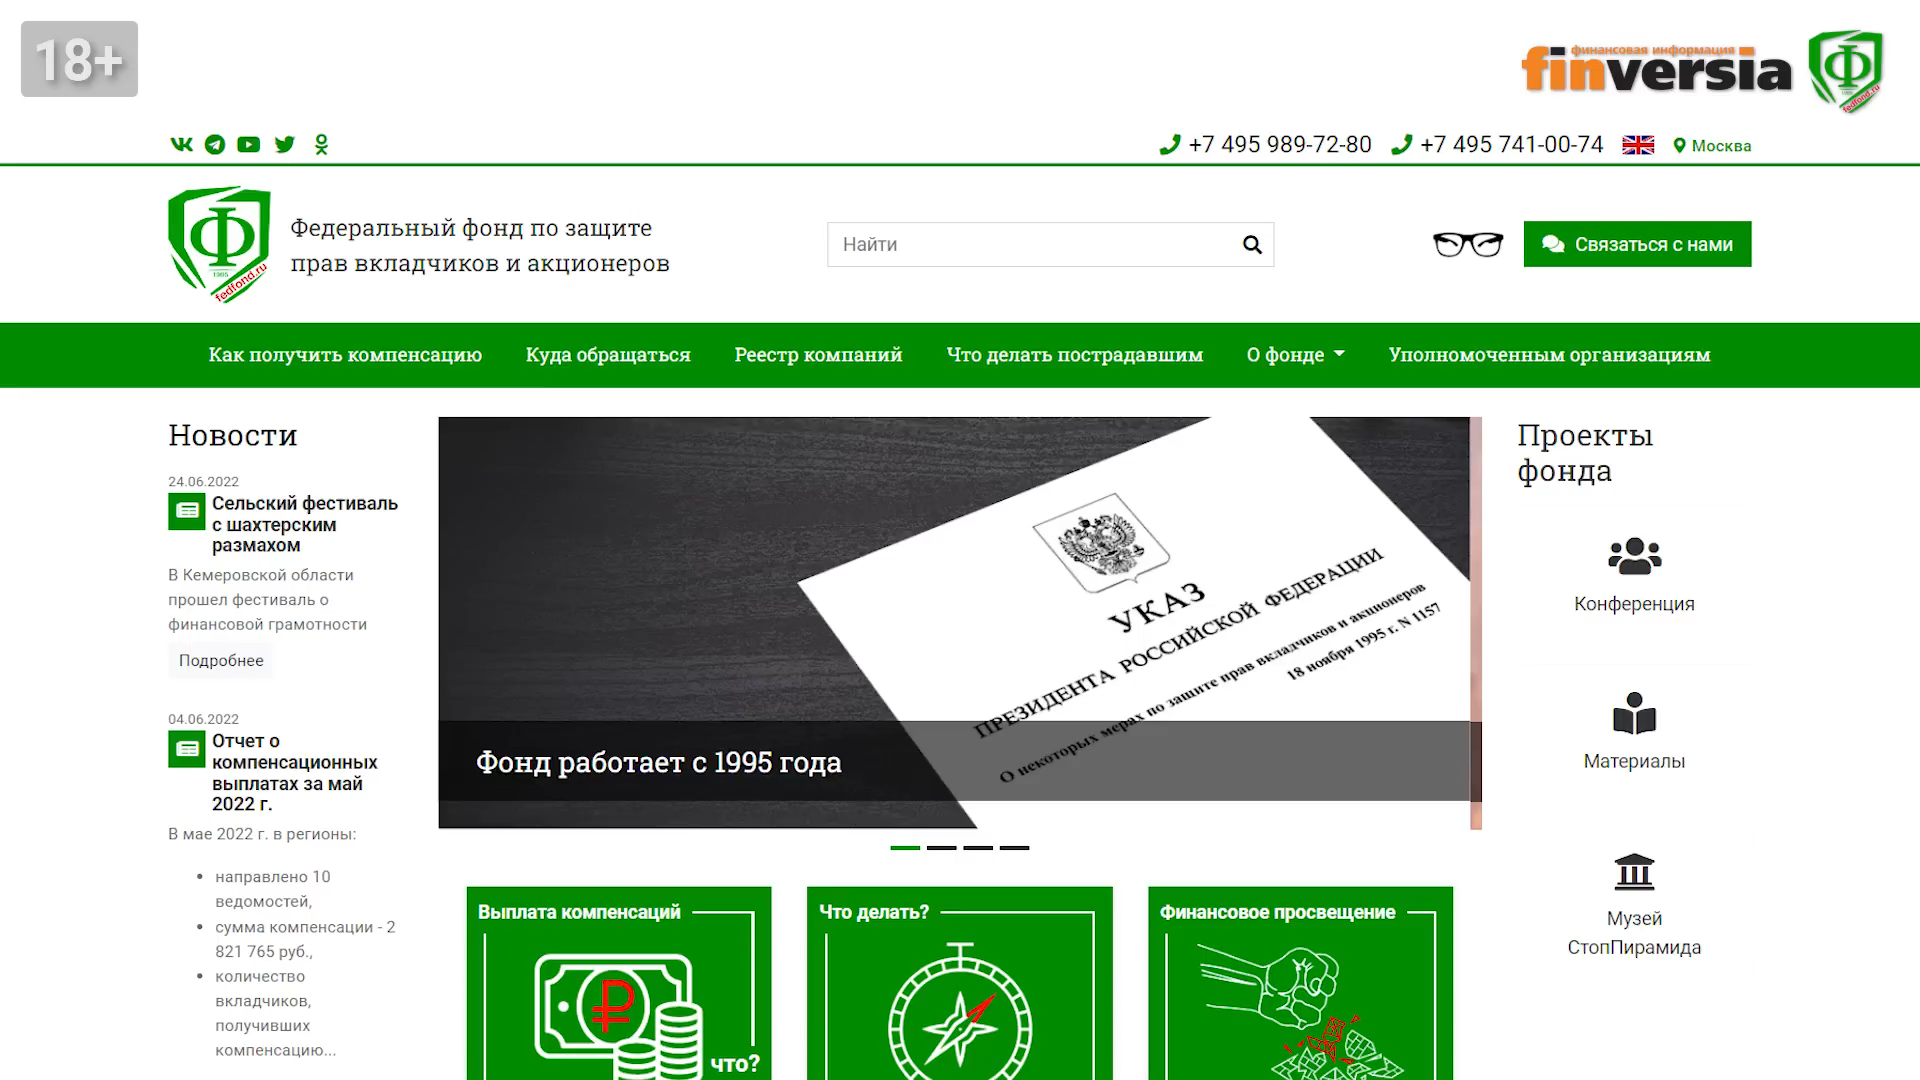 18+
финансовая информация
finversia
Ф
fedfond.ru
+7 495 989-72-80
+7 495 741-00-74
Москва
Ф
1995
fedfond.ru
Федеральный фонд по защите
прав вкладчиков и акционеров
Найти
Связаться с нами
Как получить компенсацию
Куда обращаться
Реестр компаний
Что делать пострадавшим
О фонде
Уполномоченным организациям
Новости
24.06.2022
Сельский фестиваль
с шахтерским
размахом
В Кемеровской области
прошел фестиваль о
финансовой грамотности
Подробнее
04.06.2022
Отчет о
компенсационных
выплатах за май
2022 г.
В мае 2022 г. в регионы:
направлено 10
ведомостей,
сумма компенсации - 2
821 765 руб.,
количество
вкладчиков,
получивших
компенсацию...
УКАЗ
ПРЕЗИДЕНТА РОССИЙСКОЙ ФЕДЕРАЦИИ
О некоторых мерах по защите прав вкладчиков и акционеров
18 ноября 1995 г. N 1157
Фонд работает с 1995 года
Выплата компенсаций
₽
что?
Что делать?
Финансовое просвещение
Проекты
фонда
Конференция
Материалы
Музей
СтопПирамида